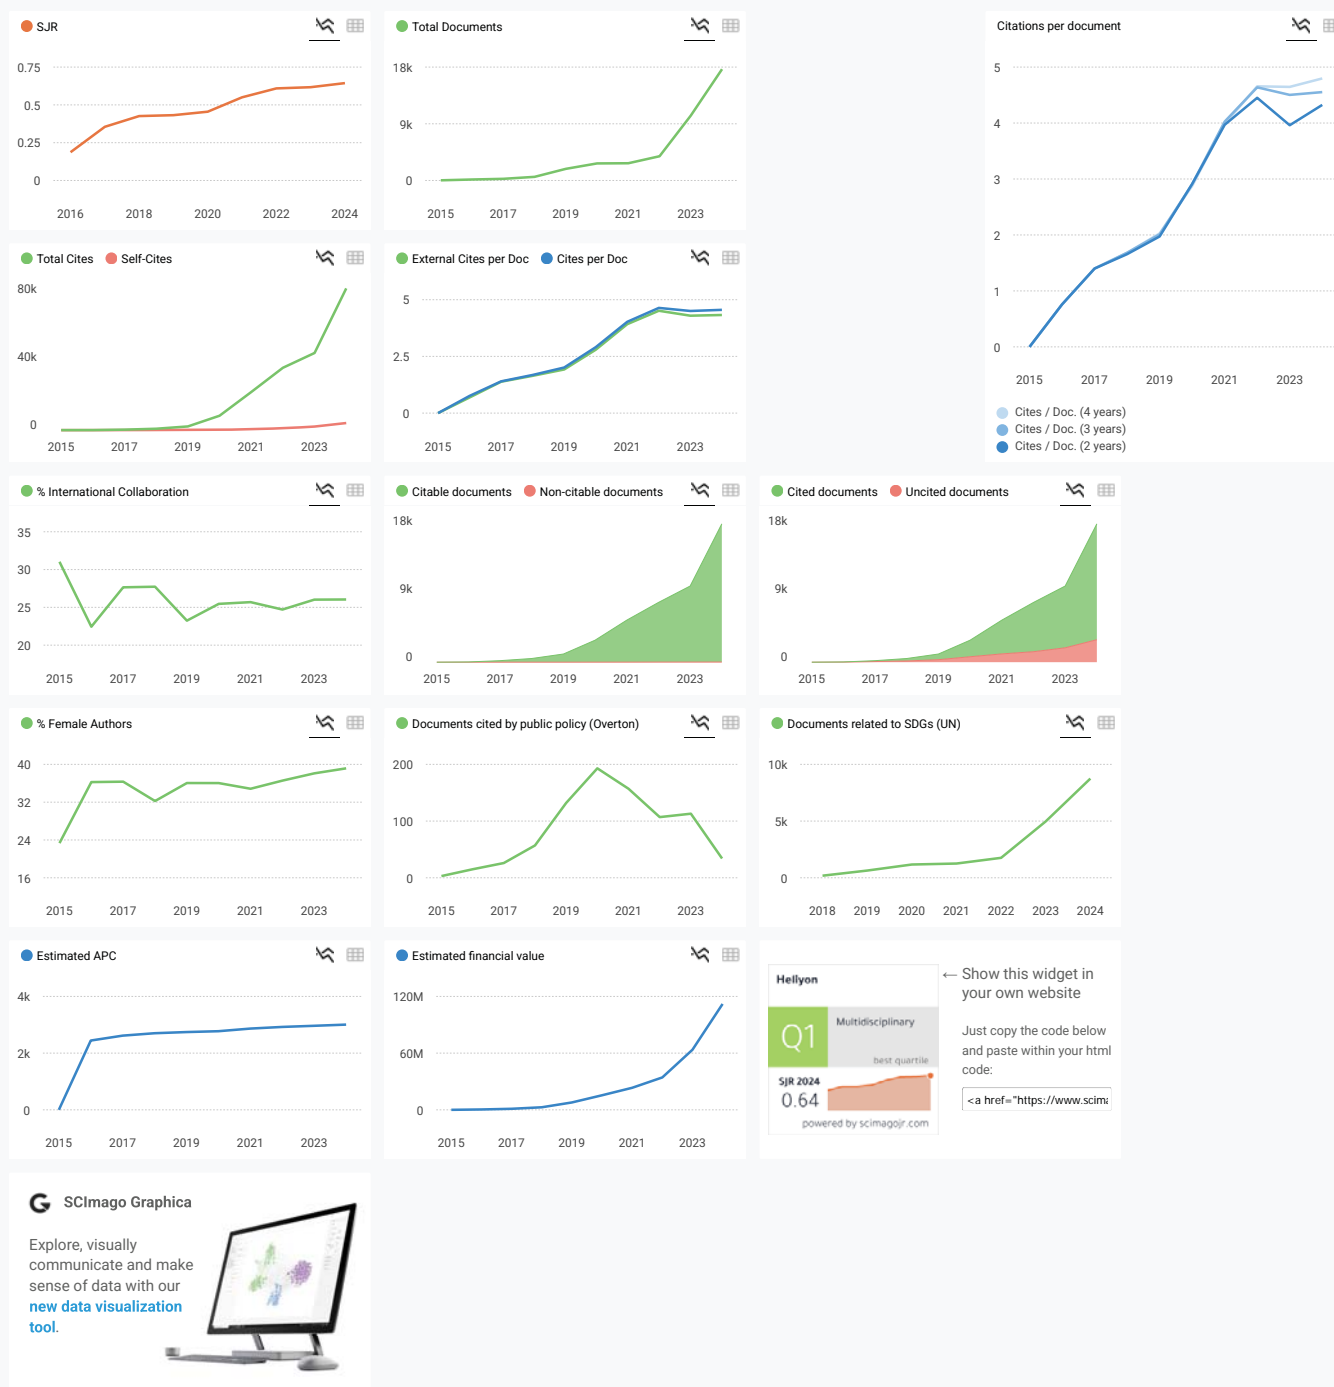 SJR
0.75
0.5
0.25
0
2016 2018 2020 2022 2024
Total Documents
18k
9k
0
2015 2017 2019 2021 2023
Citations per document
5
4
3
2
1
0
2015 2017 2019 2021 2023
Cites / Doc. (4 years)
Cites / Doc. (3 years)
Cites / Doc. (2 years)
Total Cites Self-Cites
80k
40k
0
2015 2017 2019 2021 2023
External Cites per Doc Cites per Doc
5
2.5
0
2015 2017 2019 2021 2023
% International Collaboration
35
30
25
20
2015 2017 2019 2021 2023
Citable documents Non-citable documents
18k
9k
0
2015 2017 2019 2021 2023
Cited documents Uncited documents
18k
9k
0
2015 2017 2019 2021 2023
% Female Authors
40
32
24
16
2015 2017 2019 2021 2023
Documents cited by public policy (Overton)
200
100
0
2015 2017 2019 2021 2023
Documents related to SDGs (UN)
10k
5k
0
2018 2019 2020 2021 2022 2023 2024
Estimated APC
4k
2k
0
2015 2017 2019 2021 2023
Estimated financial value
120M
60M
0
2015 2017 2019 2021 2023
Heliyon
Q1
Multidisciplinary
best quartile
SJR 2024
0.64
powered by scimagojr.com
← Show this widget in
your own website
Just copy the code below
and paste within your html
code:
<a href="https://www.scima
SCImago Graphica
Explore, visually
communicate and make
sense of data with our
new data visualization
tool.